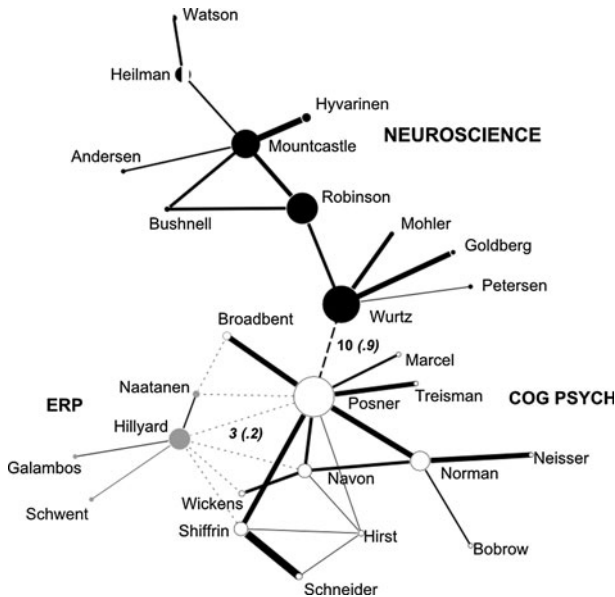 Watson
Heilman
Hyvarinen
NEUROSCIENCE
Mountcastle
Andersen
Robinson
Bushnell
Mohler
Goldberg
Petersen
Wurtz
Broadbent
10 (.9)
Marcel
Naatanen
Treisman
ERP
Posner
COG PSYCH
Hillyard
3 (.2)
Galambos
Navon
Norman
Neisser
Wickens
Schwent
Shiffrin
Hirst
Bobrow
Schneider